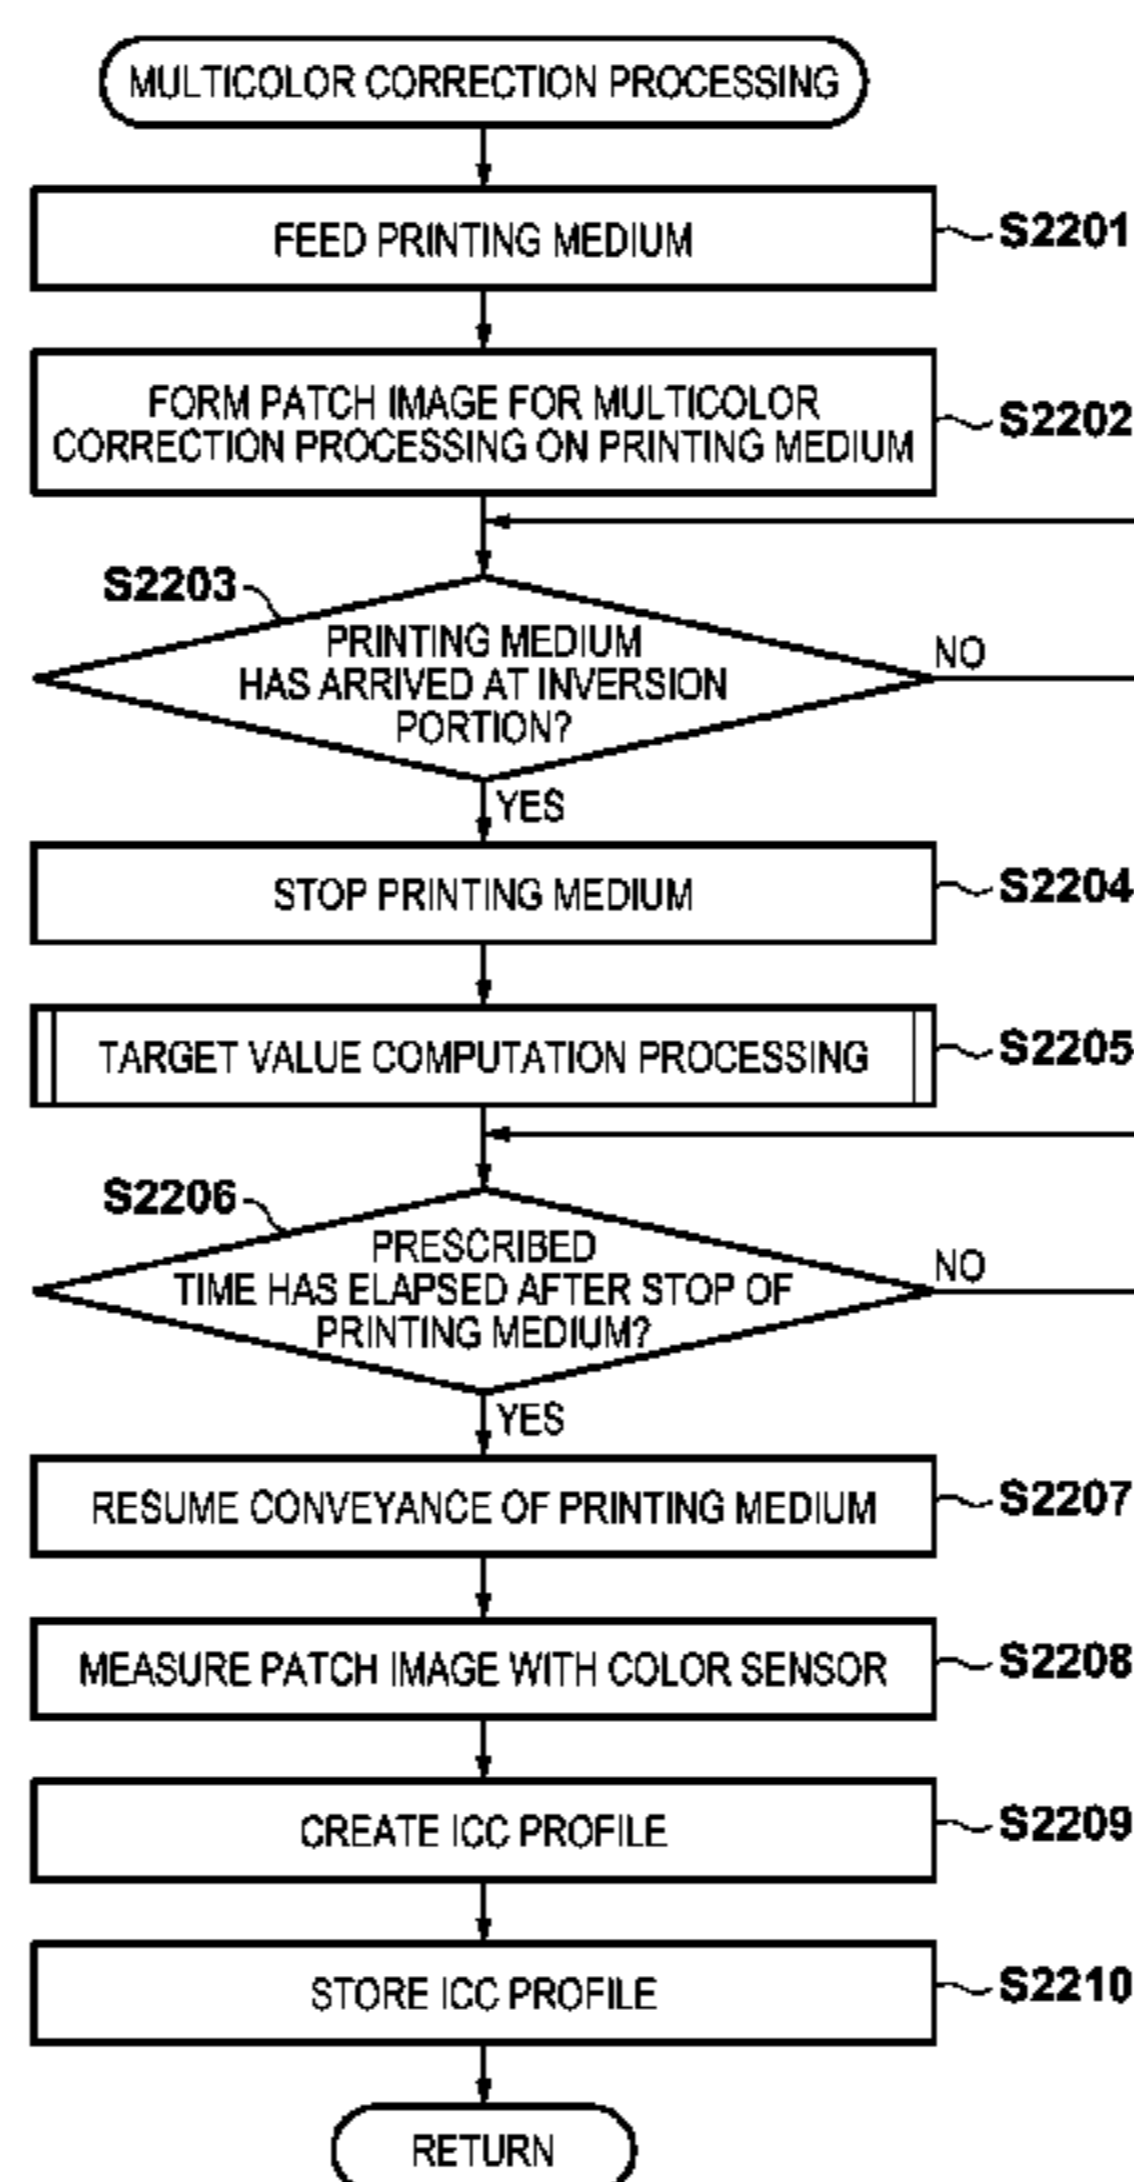 MULTICOLOR CORRECTION PROCESSING
FEED PRINTING MEDIUM
S2201
FORM PATCH IMAGE FOR MULTICOLOR
CORRECTION PROCESSING ON PRINTING MEDIUM
S2202
S2203
PRINTING MEDIUM
HAS ARRIVED AT INVERSION
PORTION?
NO
YES
STOP PRINTING MEDIUM
S2204
TARGET VALUE COMPUTATION PROCESSING
S2205
S2206
PRESCRIBED
TIME HAS ELAPSED AFTER STOP OF
PRINTING MEDIUM?
NO
YES
RESUME CONVEYANCE OF PRINTING MEDIUM
S2207
MEASURE PATCH IMAGE WITH COLOR SENSOR
S2208
CREATE ICC PROFILE
S2209
STORE ICC PROFILE
S2210
RETURN